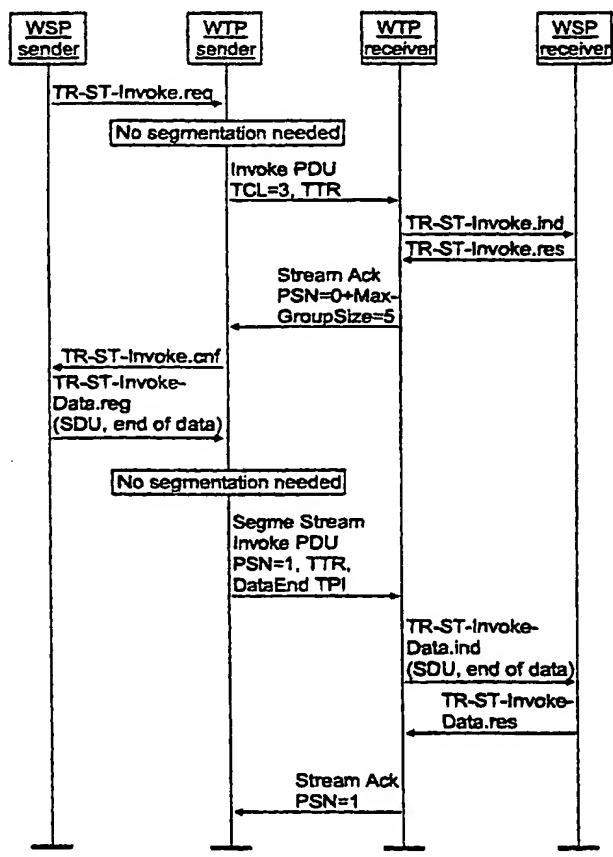 WSP
sender
WTP
sender
WTP
receiver
WSP
receiver
TR-ST-Invoke.req
No segmentation needed
Invoke PDU
TCL=3, TTR
TR-ST-Invoke.ind
TR-ST-Invoke.res
Stream Ack
PSN=0+Max-
GroupSize=5
TR-ST-Invoke.cnf
TR-ST-Invoke-
Data.reg
(SDU, end of data)
No segmentation needed
Segme Stream
Invoke PDU
PSN=1, TTR,
DataEnd TPI
TR-ST-Invoke-
Data.ind
(SDU, end of data)
TR-ST-Invoke-
Data.res
Stream Ack
PSN=1